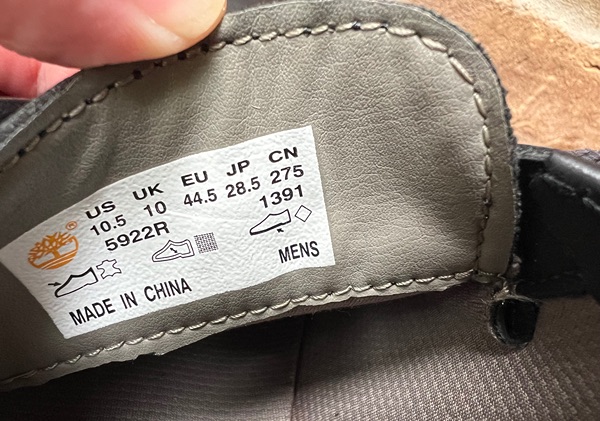 US UK EU JP CN
10.5 10 44.5 28.5 275
5922R 1391
MENS
MADE IN CHINA
®